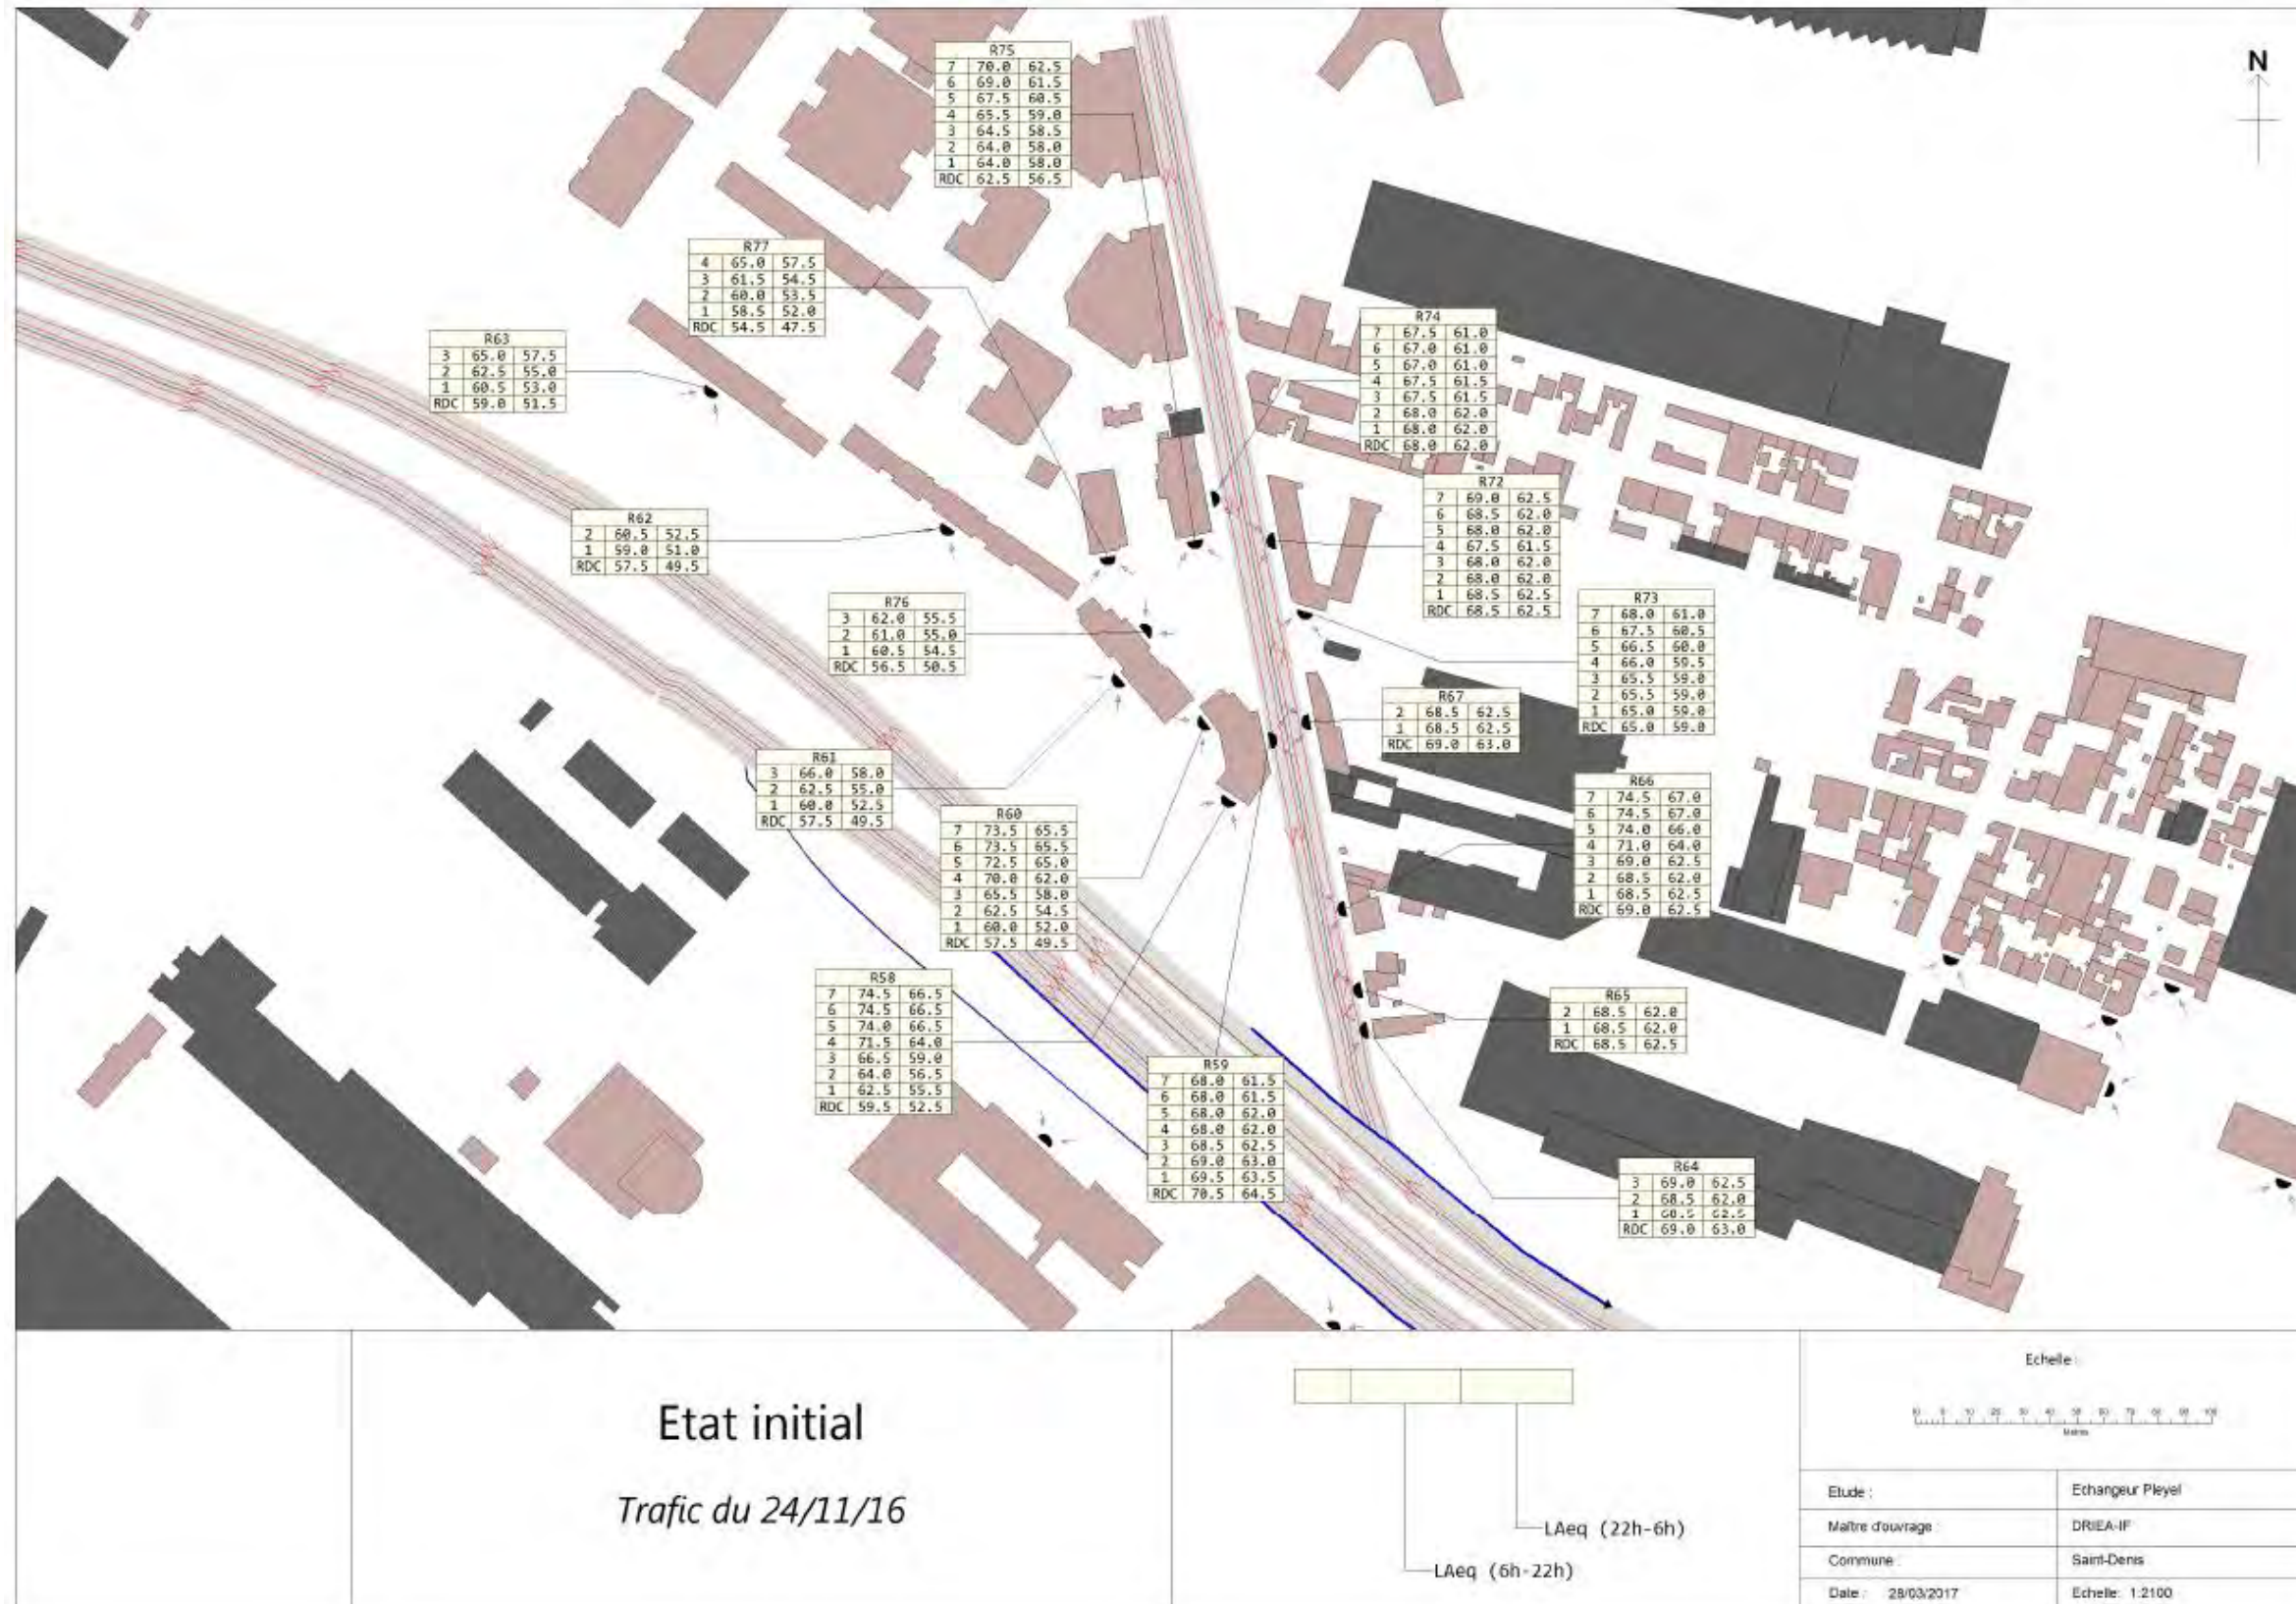 N
R75
7 70.0 62.5
6 69.0 61.5
5 67.5 60.5
4 65.5 59.0
3 64.5 58.5
2 64.0 58.0
1 64.0 58.0
RDC 62.5 56.5
R77
4 65.0 57.5
3 61.5 54.5
2 60.0 53.5
1 58.5 52.0
RDC 54.5 47.5
R63
3 65.0 57.5
2 62.5 55.0
1 60.5 53.0
RDC 59.0 51.5
R74
7 67.5 61.0
6 67.0 61.0
5 67.0 61.0
4 67.5 61.5
3 67.5 61.5
2 68.0 62.0
1 68.0 62.0
RDC 68.0 62.0
R72
7 69.0 62.5
6 68.5 62.0
5 68.0 62.0
4 67.5 61.5
3 68.0 62.0
2 68.0 62.0
1 68.5 62.5
RDC 68.5 62.5
R62
2 60.5 52.5
1 59.0 51.0
RDC 57.5 49.5
R76
3 62.0 55.5
2 61.0 55.0
1 60.5 54.5
RDC 56.5 50.5
R73
7 68.0 61.0
6 67.5 60.5
5 66.5 60.0
4 66.0 59.5
3 65.5 59.0
2 65.5 59.0
1 65.0 59.0
RDC 65.0 59.0
R67
2 68.5 62.5
1 68.5 62.5
RDC 69.0 63.0
R61
3 66.0 58.0
2 62.5 55.0
1 60.0 52.5
RDC 57.5 49.5
R66
7 74.5 67.0
6 74.5 67.0
5 74.0 66.0
4 71.0 64.0
3 69.0 62.5
2 68.5 62.0
1 68.5 62.5
RDC 69.0 62.5
R60
7 73.5 65.5
6 73.5 65.5
5 72.5 65.0
4 70.0 62.0
3 65.5 58.0
2 62.5 54.5
1 60.0 52.0
RDC 57.5 49.5
R58
7 74.5 66.5
6 74.5 66.5
5 74.0 66.5
4 71.5 64.0
3 66.5 59.0
2 64.0 56.5
1 62.5 55.5
RDC 59.5 52.5
R65
2 68.5 62.0
1 68.5 62.0
RDC 68.5 62.5
R59
7 68.0 61.5
6 68.0 61.5
5 68.0 62.0
4 68.0 62.0
3 68.5 62.5
2 69.0 63.0
1 69.5 63.5
RDC 70.5 64.5
R64
3 69.0 62.5
2 68.5 62.0
1 62.5
RDC 69.0 63.0
Etat initial
Trafic du 24/11/16
LAeq (22h-6h)
LAeq (6h-22h)
Echelle :
10 0 10 20 30 40 50 60 70 80 90 100
Mètres
Etude : Echangeur Pleyel
Maître d'ouvrage : DRIEA-IF
Commune : Saint-Denis
Date : 28/03/2017 Echelle: 1:2100